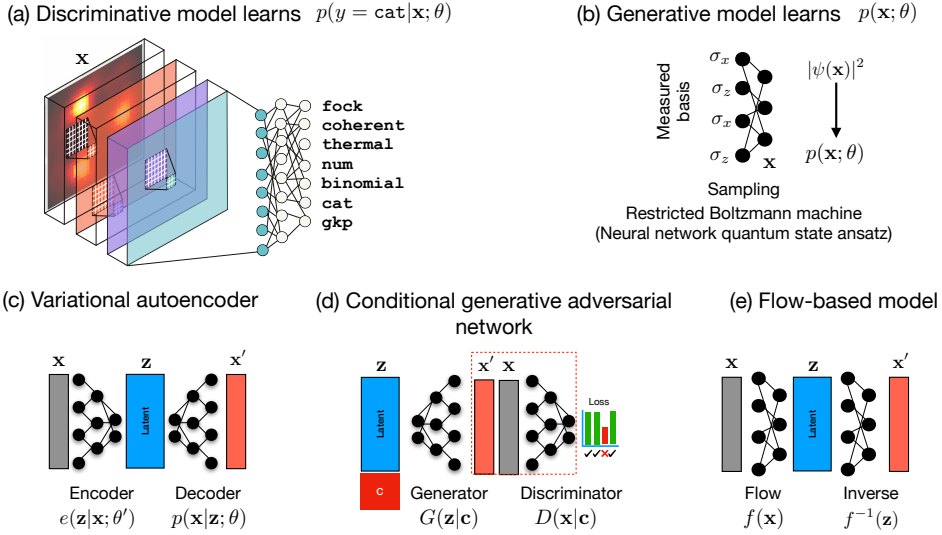 (a) Discriminative model learns p(y = cat|x; θ)
x
fock
coherent
thermal
num
binomial
cat
gkp
(b) Generative model learns p(x; θ)
Measured
basis
σx
σz
σx
σz
x
|ψ(x)|²
p(x; θ)
Sampling
Restricted Boltzmann machine
(Neural network quantum state ansatz)
(c) Variational autoencoder
x
z
x′
Latent
Encoder
Decoder
e(z|x; θ′)
p(x|z; θ)
(d) Conditional generative adversarial
network
z
x′
x
Latent
Loss
✓✓✗✓
c
Generator
Discriminator
G(z|c)
D(x|c)
(e) Flow-based model
x
z
x′
Latent
Flow
Inverse
f(x)
f⁻¹(z)